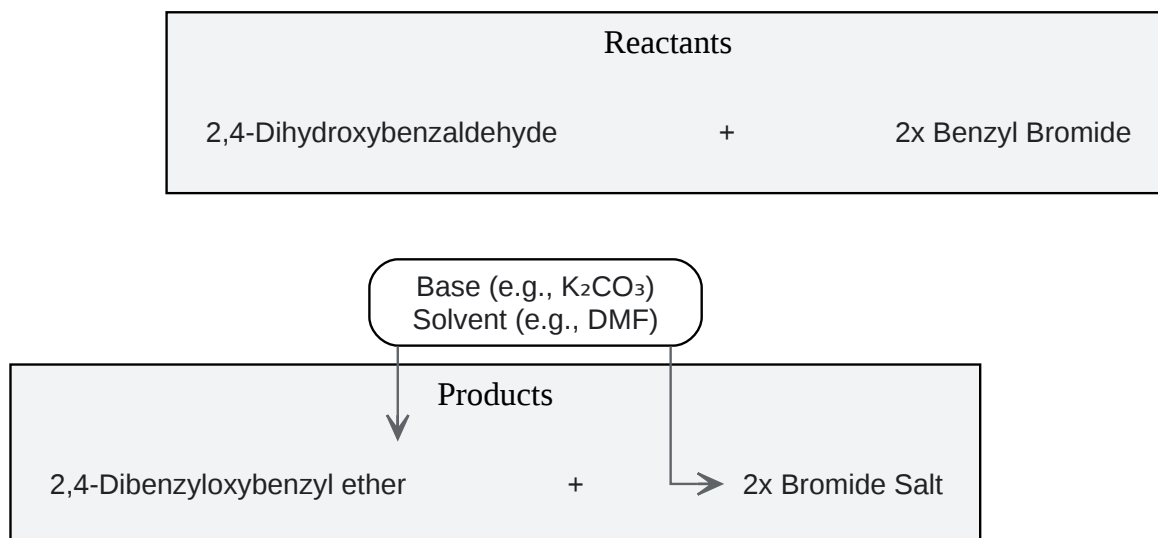 Reactants
2,4-Dihydroxybenzaldehyde + 2x Benzyl Bromide
Base (e.g., K₂CO₃)
Solvent (e.g., DMF)
Products
2,4-Dibenzyloxybenzyl ether + 2x Bromide Salt